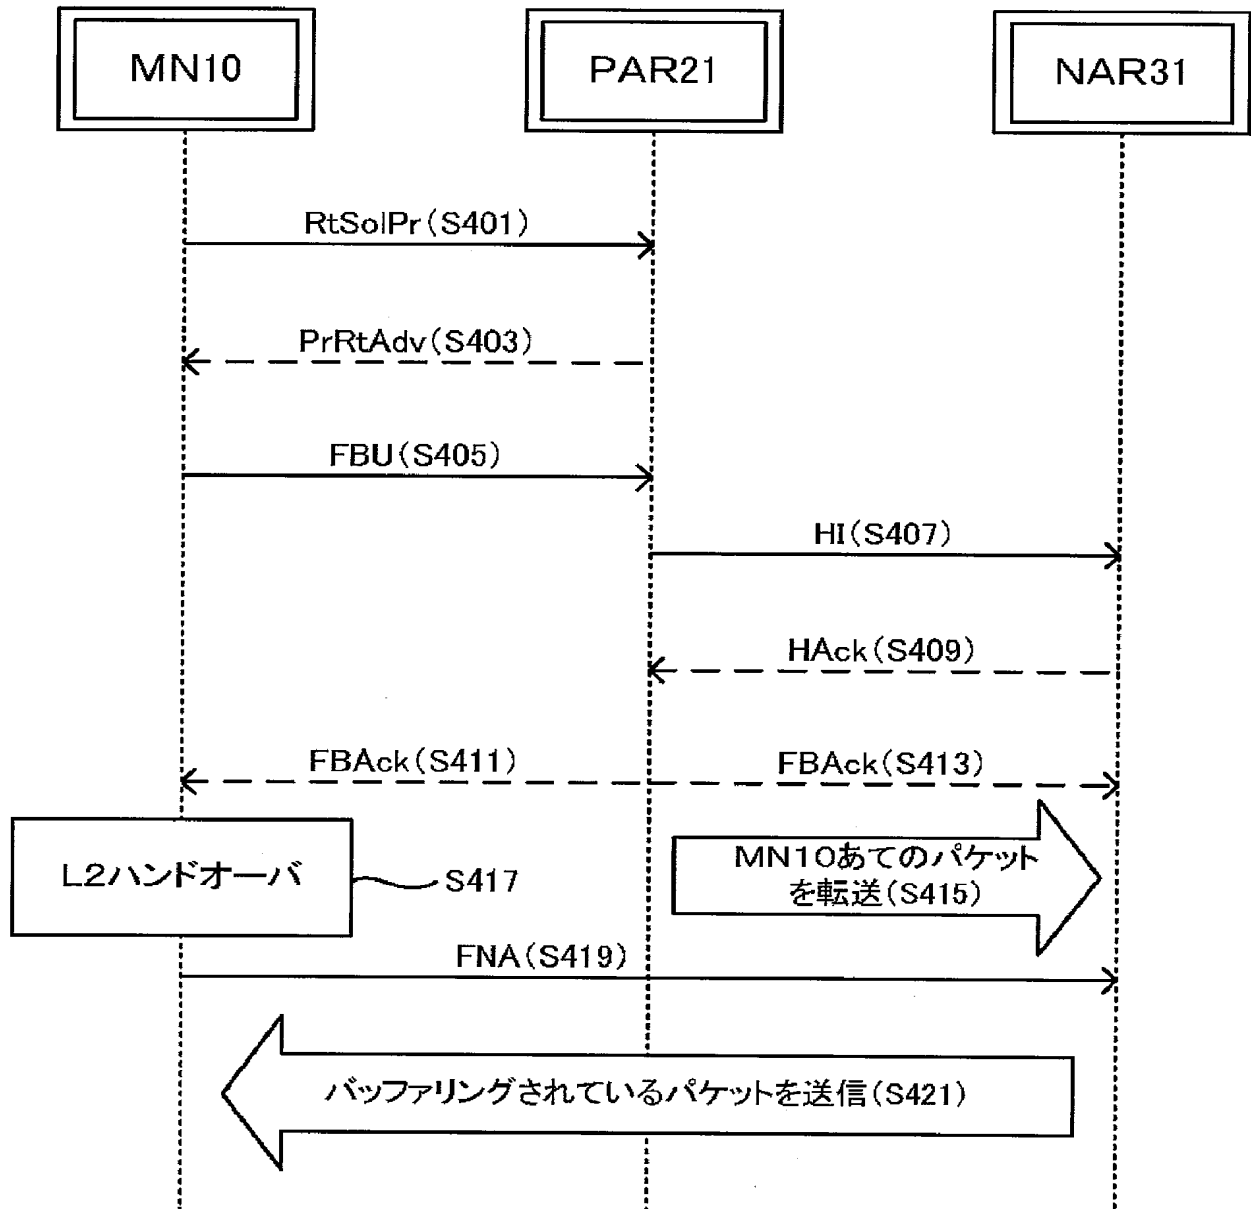 MN10
PAR21
NAR31
RtSolPr(S401)
PrRtAdv(S403)
FBU(S405)
HI(S407)
HAck(S409)
FBAck(S411)
FBAck(S413)
L2ハンドオーバ
S417
MN10あてのパケット
を転送(S415)
FNA(S419)
バッファリングされているパケットを送信(S421)